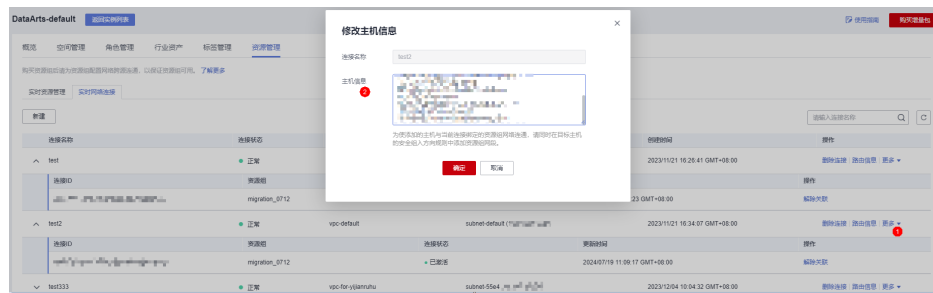 DataArts-default 返回实例列表 使用指南 购买增量包
概览 空间管理 角色管理 行业资产 标签管理 资源管理
购买资源组后请为资源组配置网络跨源连通,以保证资源组可用。 了解更多
实时资源管理 实时网络连接
新建 请输入连接名称
连接名称 连接状态 创建时间 操作
test 正常 2023/11/21 16:26:41 GMT+08:00 删除连接 路由信息 更多
连接ID 资源组 操作
migration_0712 :23 GMT+08:00 解除关联
test2 正常 vpc-default subnet-default ( 2023/11/21 16:34:07 GMT+08:00 删除连接 路由信息 更多
1
连接ID 资源组 连接状态 更新时间 操作
migration_0712 已激活 2024/07/19 11:09:17 GMT+08:00 解除关联
test333 正常 vpc-for-yijianruhu subnet-55e4 2023/12/04 10:04:32 GMT+08:00 删除连接 路由信息 更多
修改主机信息
连接名称 test2
主机信息
2
为使添加的主机与当前连接绑定的资源组网络连通,请同时在目标主机
的安全组入方向规则中添加资源组网段。
确定 取消